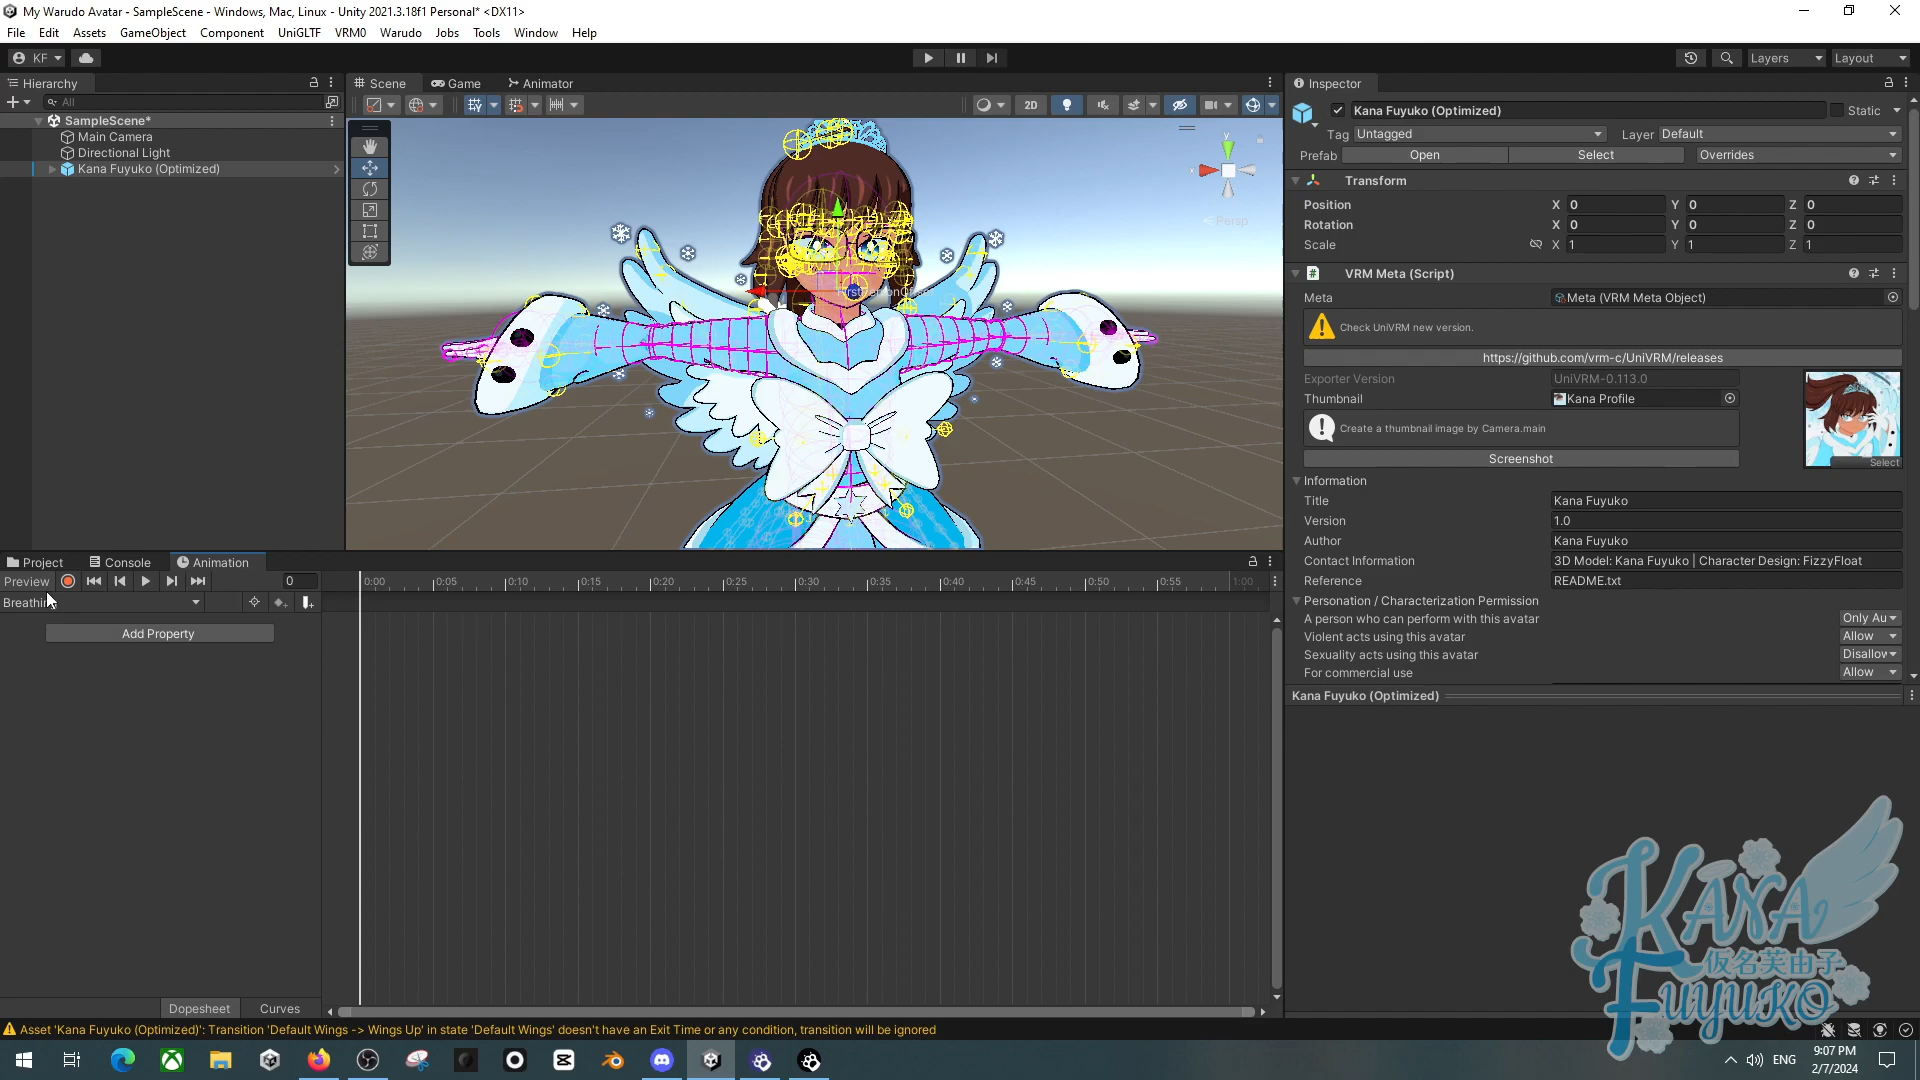 My Warudo Avatar - SampleScene - Windows, Mac, Linux - Unity 2021.3.18f1 Personal* <DX11>
File Edit Assets GameObject Component UniGLTF VRM0 Warudo Jobs Tools Window Help
KF
Layers
Layout
Hierarchy
Scene
Game
Animator
Inspector
All
2D
SampleScene*
Main Camera
Directional Light
Kana Fuyuko (Optimized)
y
x
Persp
Kana Fuyuko (Optimized)
Static
Tag Untagged
Layer Default
Prefab Open Select Overrides
Transform
Position X 0 Y 0 Z 0
Rotation X 0 Y 0 Z 0
Scale X 1 Y 1 Z 1
VRM Meta (Script)
Meta Meta (VRM Meta Object)
Check UniVRM new version.
https://github.com/vrm-c/UniVRM/releases
Exporter Version UniVRM-0.113.0
Thumbnail Kana Profile
Create a thumbnail image by Camera.main
Select
Screenshot
Information
Title Kana Fuyuko
Version 1.0
Author Kana Fuyuko
Contact Information 3D Model: Kana Fuyuko | Character Design: FizzyFloat
Reference README.txt
Personation / Characterization Permission
A person who can perform with this avatar Only Au
Violent acts using this avatar Allow
Sexuality acts using this avatar Disallow
For commercial use Allow
Kana Fuyuko (Optimized)
Project Console Animation
Preview 0
0:00 0:05 0:10 0:15 0:20 0:25 0:30 0:35 0:40 0:45 0:50 0:55 1:00
Add Property
Dopesheet Curves
Asset 'Kana Fuyuko (Optimized)': Transition 'Default Wings -> Wings Up' in state 'Default Wings' doesn't have an Exit Time or any condition, transition will be ignored
KANA
仮名芙由子
FUYUKO
ENG
9:07 PM
2/7/2024